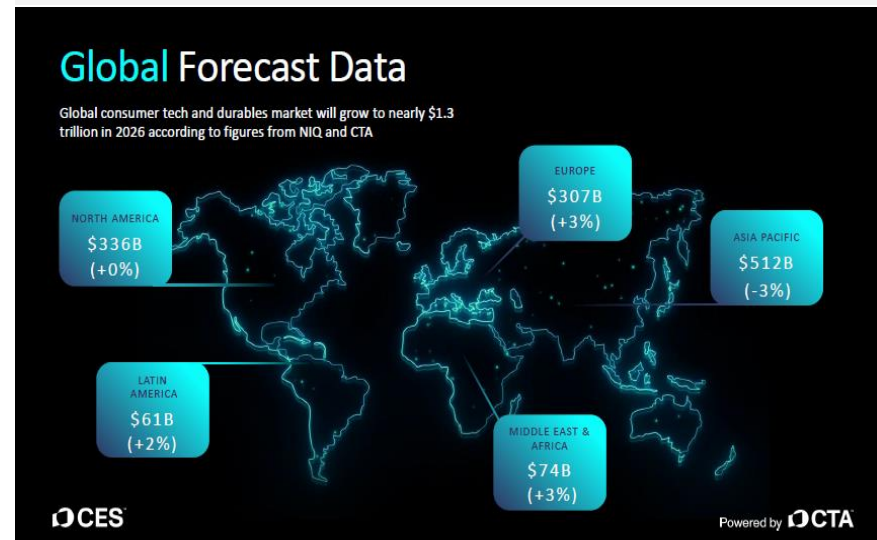 Global Forecast Data
Global consumer tech and durables market will grow to nearly $1.3
trillion in 2026 according to figures from NIQ and CTA
EUROPE
$307B
(+3%)
NORTH AMERICA
$336B
(+0%)
ASIA PACIFIC
$512B
(-3%)
LATIN
AMERICA
$61B
(+2%)
MIDDLE EAST &
AFRICA
$74B
(+3%)
CES
Powered by CTA